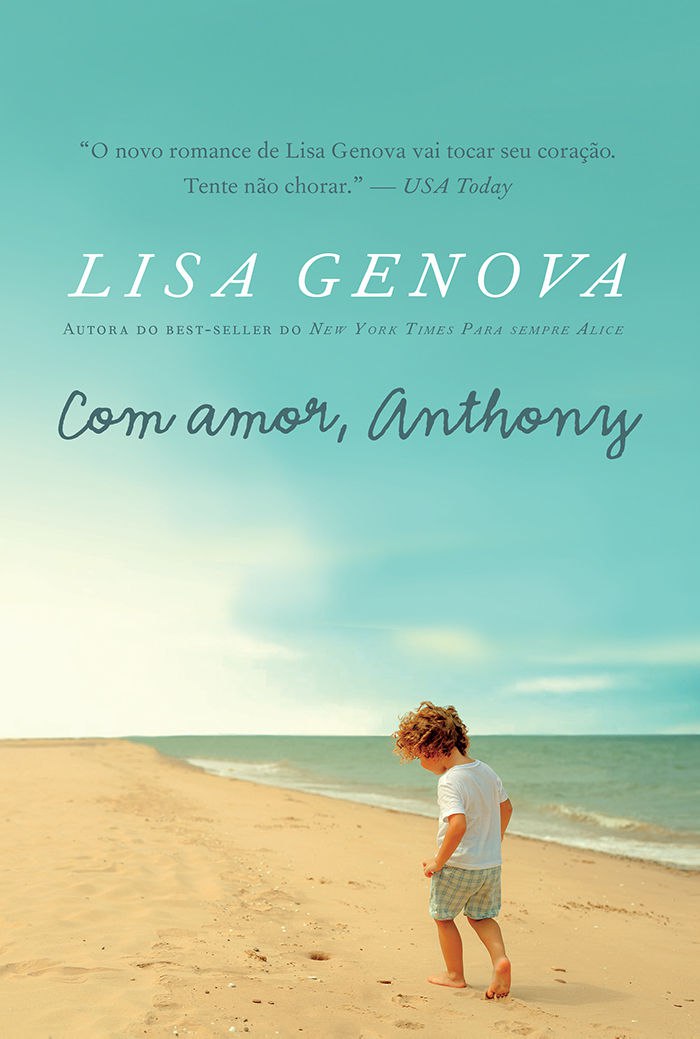 “O novo romance de Lisa Genova vai tocar seu coração.
Tente não chorar.” — USA Today
LISA GENOVA
AUTORA DO BEST-SELLER DO NEW YORK TIMES PARA SEMPRE ALICE
Com amor, Anthony